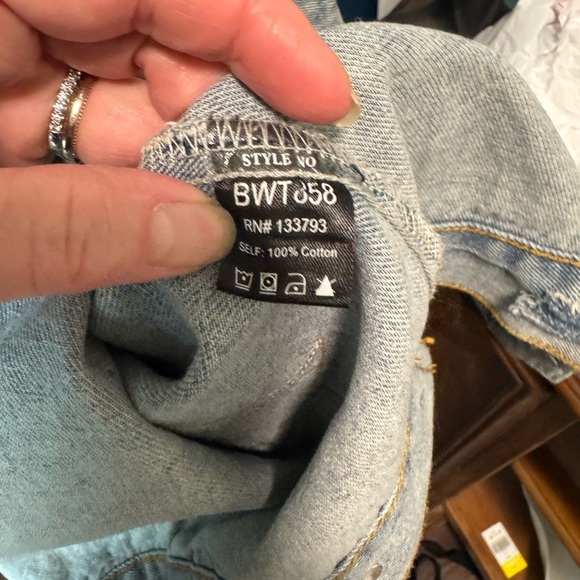 STYLE NO
BWT858
RN# 133793
SELF: 100% Cotton